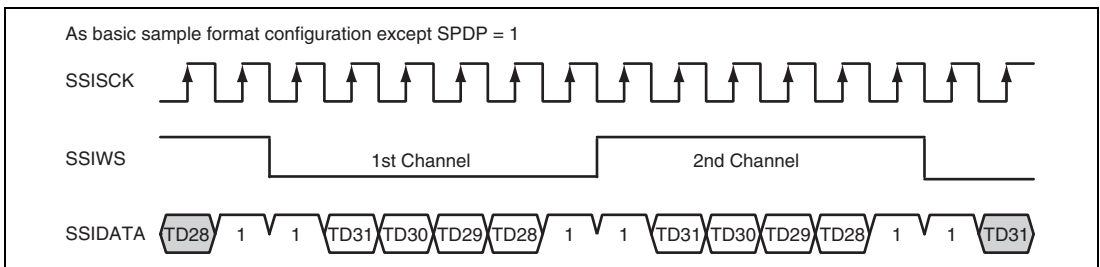 As basic sample format configuration except SPDP = 1
SSISCK
SSIWS 1st Channel 2nd Channel
SSIDATA TD28 1 1 TD31 TD30 TD29 TD28 1 1 TD31 TD30 TD29 TD28 1 1 TD31